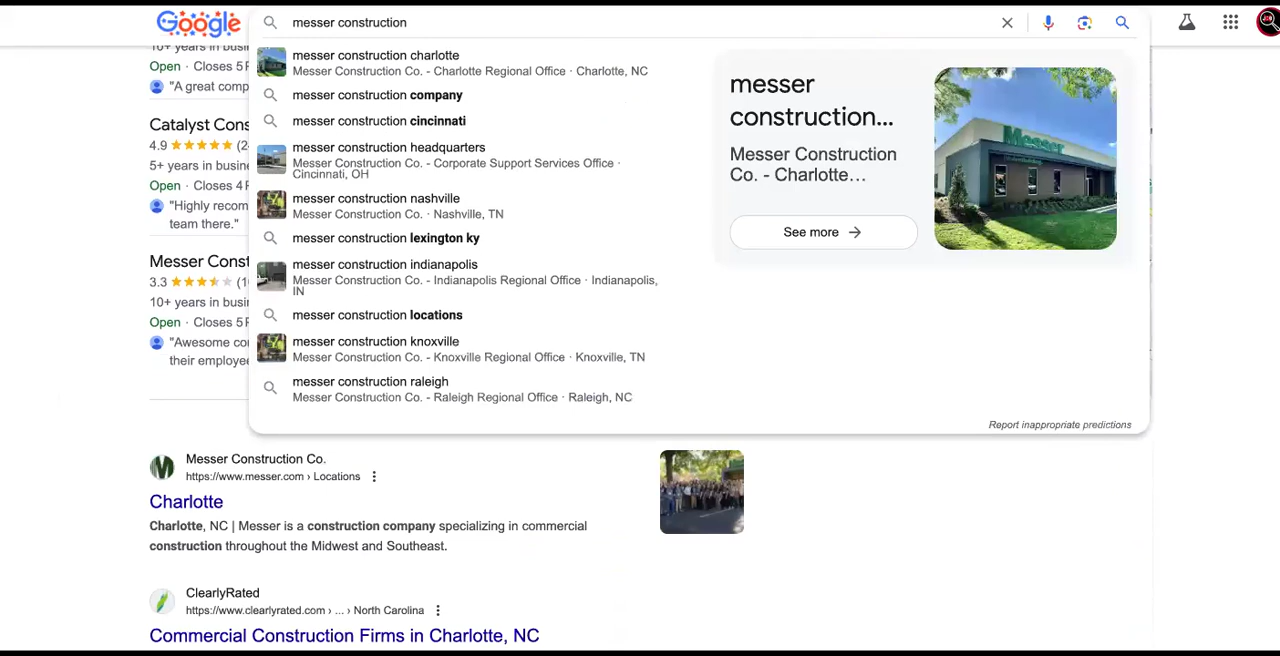 Google
messer construction
10+ years in busi
Open · Closes 5 P
"A great comp
Catalyst Cons
4.9
5+ years in busine
Open · Closes 4 P
"Highly recom
team there."
Messer Const
3.3
10+ years in busi
Open · Closes 5 P
"Awesome co
their employee
messer construction charlotte
Messer Construction Co. - Charlotte Regional Office · Charlotte, NC
messer construction company
messer construction cincinnati
messer construction headquarters
Messer Construction Co. - Corporate Support Services Office ·
Cincinnati, OH
messer construction nashville
Messer Construction Co. · Nashville, TN
messer construction lexington ky
messer construction indianapolis
Messer Construction Co. - Indianapolis Regional Office · Indianapolis,
IN
messer construction locations
messer construction knoxville
Messer Construction Co. - Knoxville Regional Office · Knoxville, TN
messer construction raleigh
Messer Construction Co. - Raleigh Regional Office · Raleigh, NC
messer
construction...
Messer Construction
Co. - Charlotte...
See more →
Messer
Report inappropriate predictions
Messer Construction Co.
https://www.messer.com › Locations
Charlotte
Charlotte, NC | Messer is a construction company specializing in commercial
construction throughout the Midwest and Southeast.
ClearlyRated
https://www.clearlyrated.com › ... › North Carolina
Commercial Construction Firms in Charlotte, NC